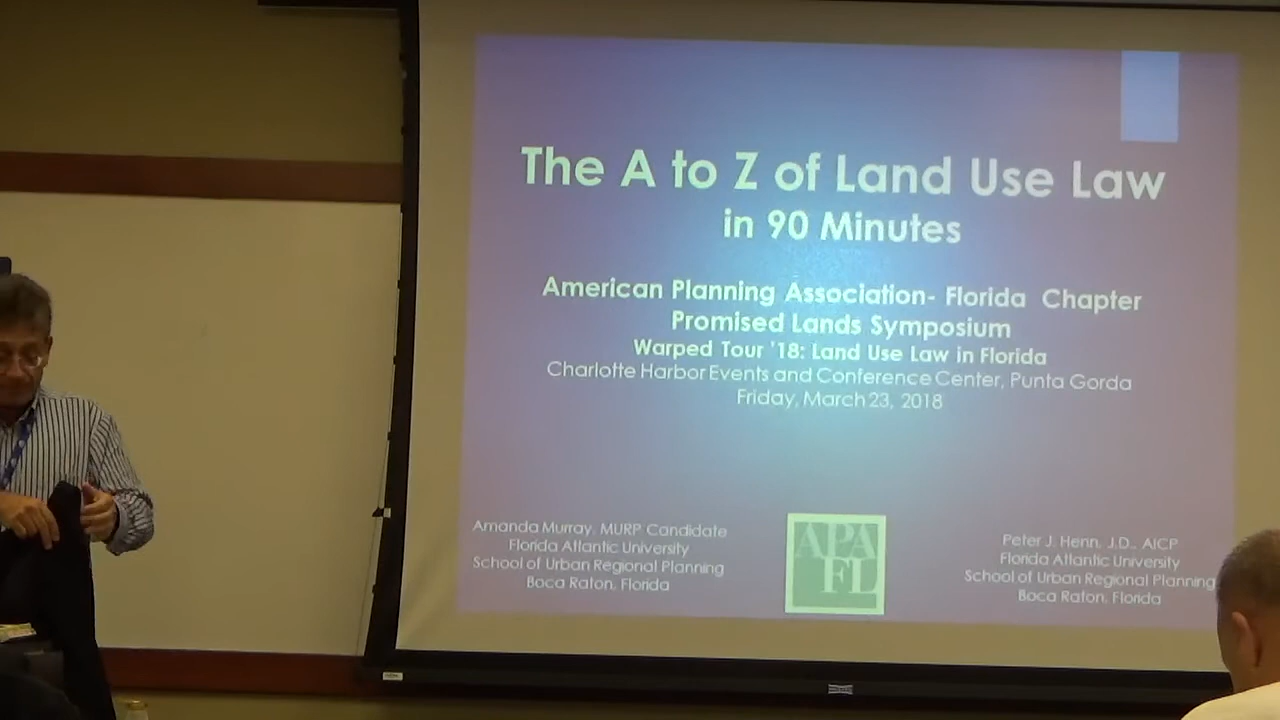 The A to Z of Land Use Law
in 90 Minutes
American Planning Association- Florida Chapter
Promised Lands Symposium
Warped Tour '18: Land Use Law in Florida
Charlotte Harbor Events and Conference Center, Punta Gorda
Friday, March 23, 2018
Amanda Murray, MURP Candidate
Florida Atlantic University
School of Urban Regional Planning
Boca Raton, Florida
APA
FL
Peter J. Henn, J.D., AICP
Florida Atlantic University
School of Urban Regional Planning
Boca Raton, Florida